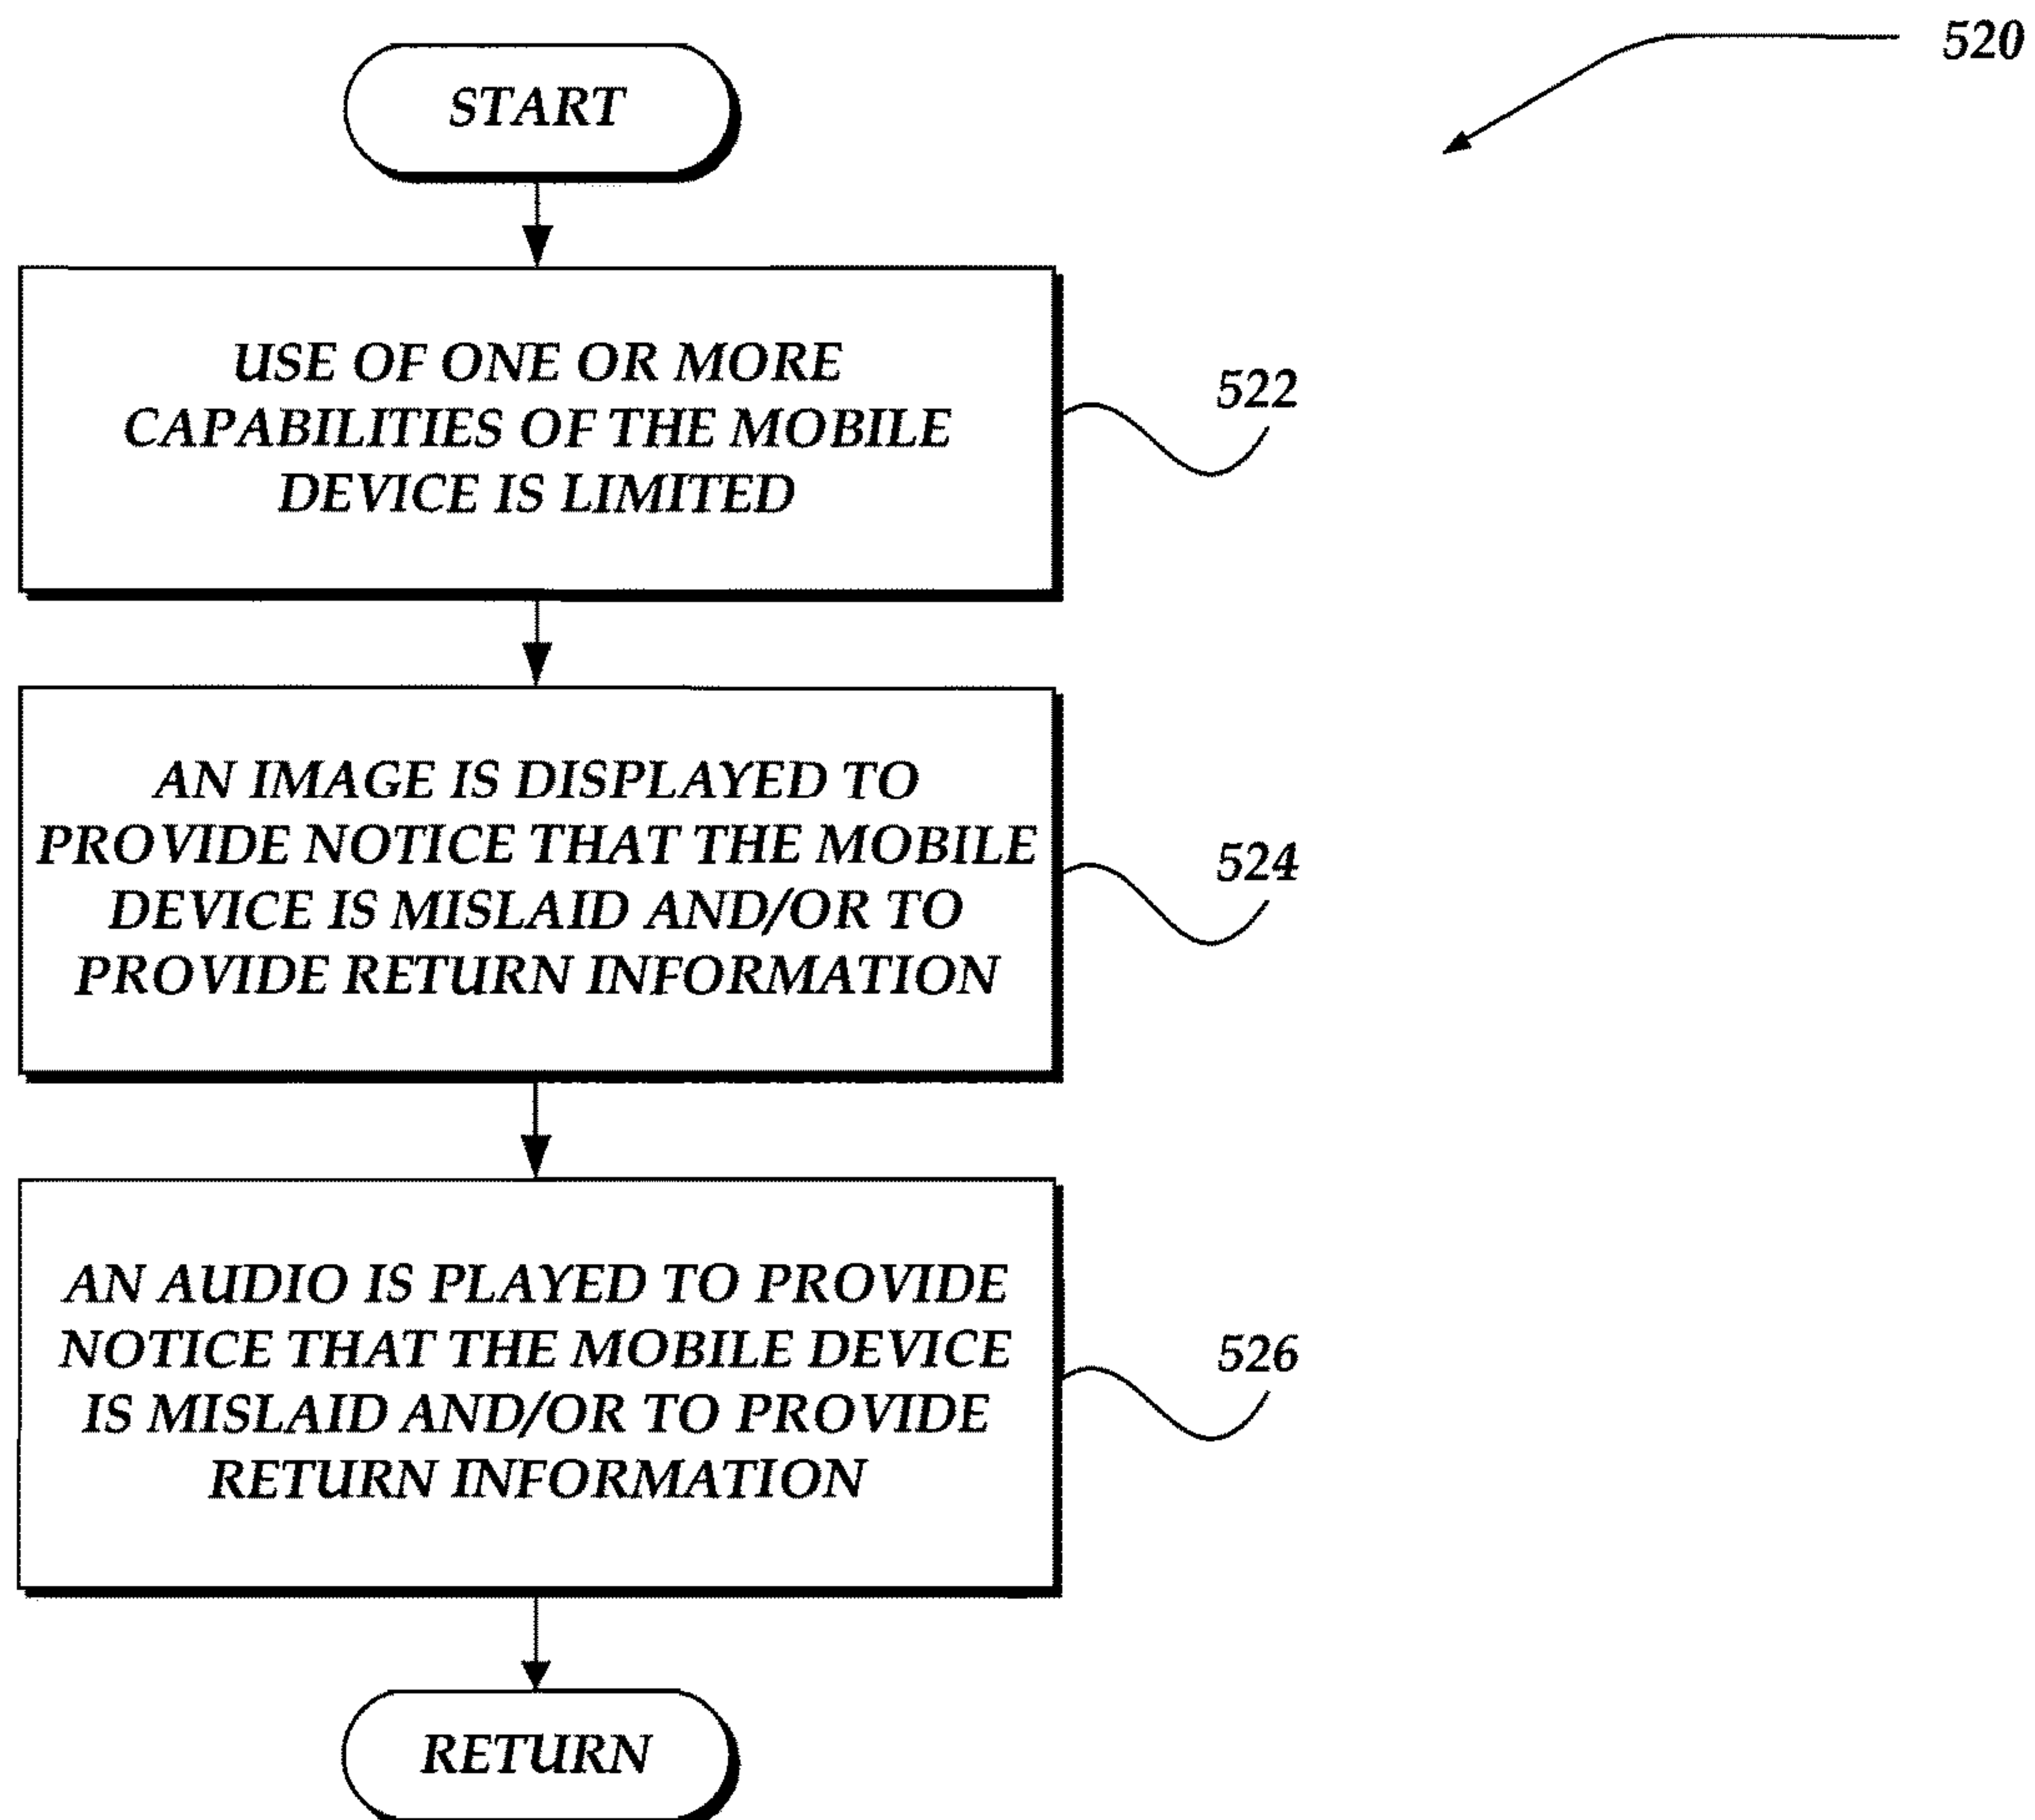 520
START
USE OF ONE OR MORE
CAPABILITIES OF THE MOBILE
DEVICE IS LIMITED
522
AN IMAGE IS DISPLAYED TO
PROVIDE NOTICE THAT THE MOBILE
DEVICE IS MISLAID AND/OR TO
PROVIDE RETURN INFORMATION
524
AN AUDIO IS PLAYED TO PROVIDE
NOTICE THAT THE MOBILE DEVICE
IS MISLAID AND/OR TO PROVIDE
RETURN INFORMATION
526
RETURN